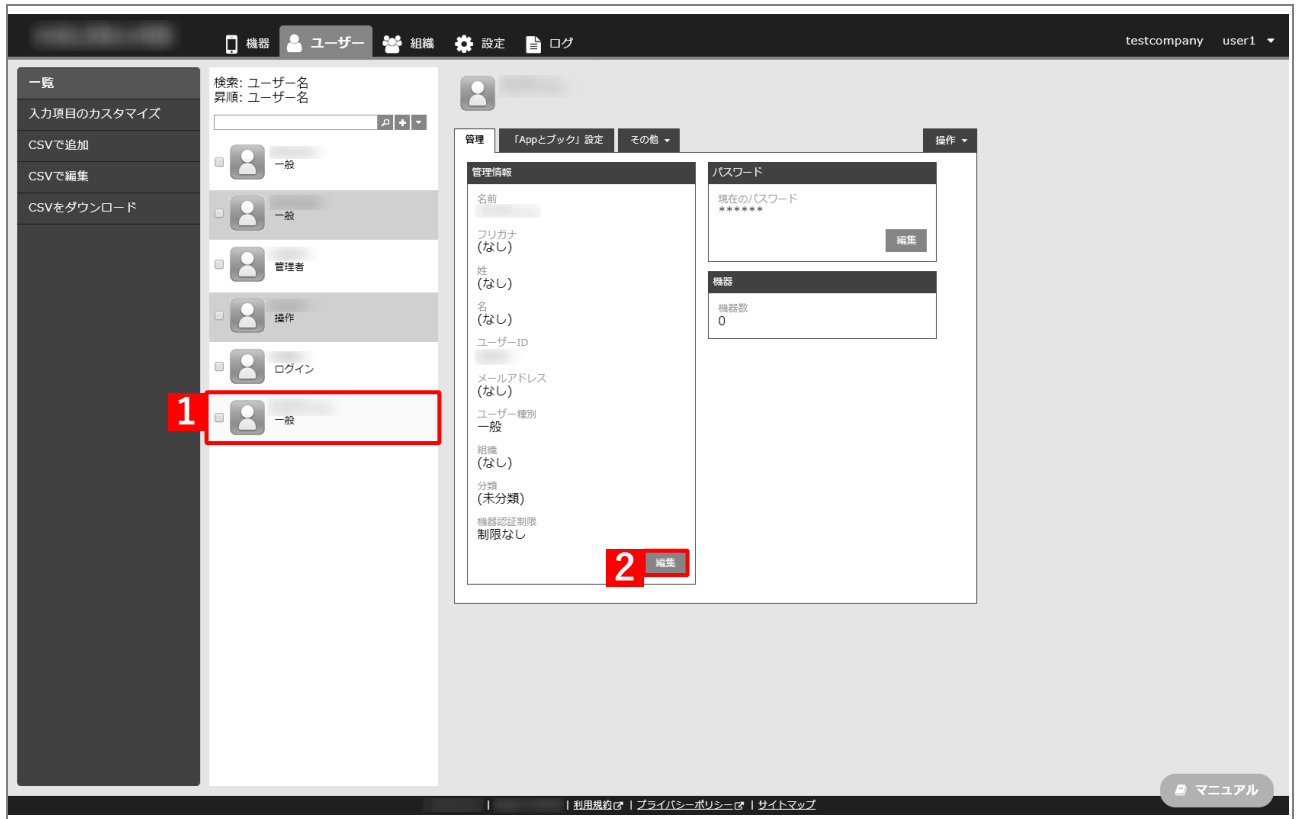 機器 ユーザー 組織 設定 ログ testcompany user1
一覧
入力項目のカスタマイズ
CSVで追加
CSVで編集
CSVをダウンロード
検索: ユーザー名
昇順: ユーザー名
一般
一般
管理者
操作
ログイン
1
一般
管理 「Appとブック」設定 その他 操作
管理情報
名前
フリガナ
(なし)
姓
(なし)
名
(なし)
ユーザーID
メールアドレス
(なし)
ユーザー種別
一般
組織
(なし)
分類
(未分類)
機器認証制限
制限なし
2 編集
パスワード
現在のパスワード
******
編集
機器
機器数
0
マニュアル
| | 利用規約 | プライバシーポリシー | サイトマップ